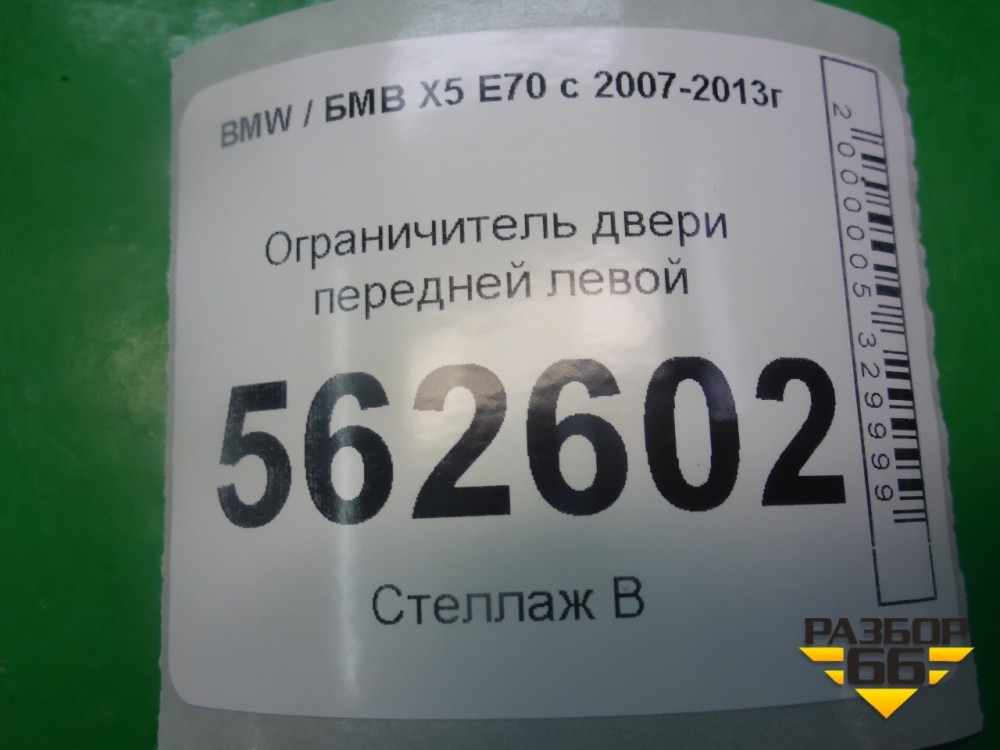 BMW / БМВ X5 E70 с 2007-2013г
Ограничитель двери
передней левой
562602
Стеллаж В
2000005329999
РАЗБОР
66